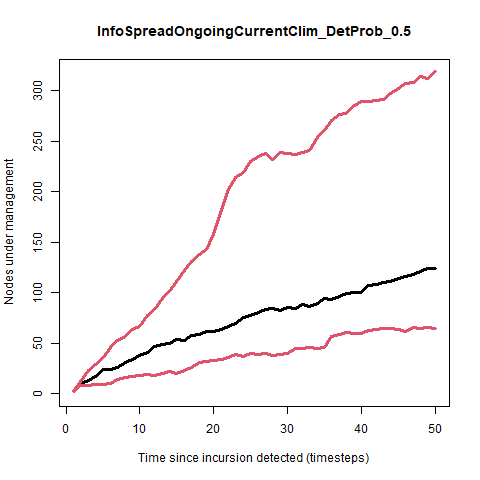 InfoSpreadOngoingCurrentClim_DetProb_0.5
Nodes under management
300
250
200
150
100
50
0
0 10 20 30 40 50
Time since incursion detected (timesteps)